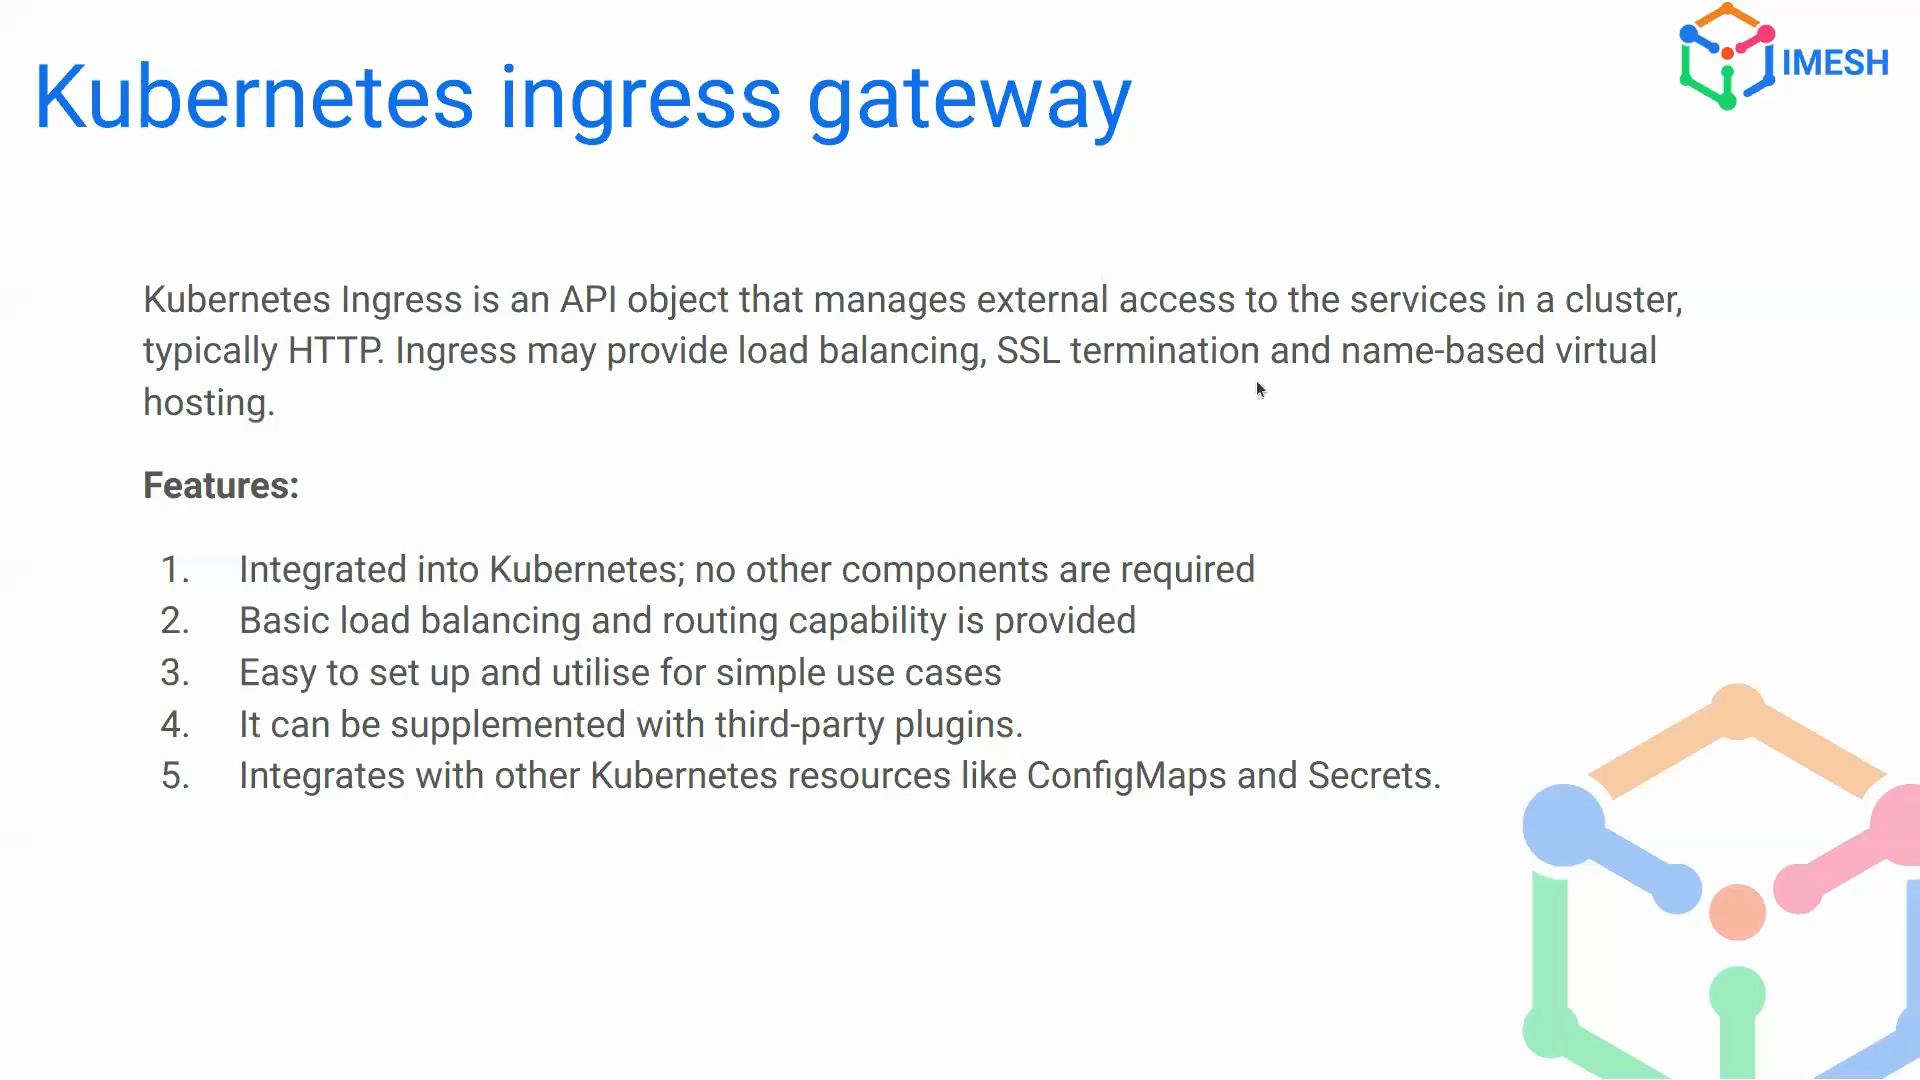 IMESH
Kubernetes ingress gateway
Kubernetes Ingress is an API object that manages external access to the services in a cluster,
typically HTTP. Ingress may provide load balancing, SSL termination and name-based virtual
hosting.
Features:
1. Integrated into Kubernetes; no other components are required
2. Basic load balancing and routing capability is provided
3. Easy to set up and utilise for simple use cases
4. It can be supplemented with third-party plugins.
5. Integrates with other Kubernetes resources like ConfigMaps and Secrets.